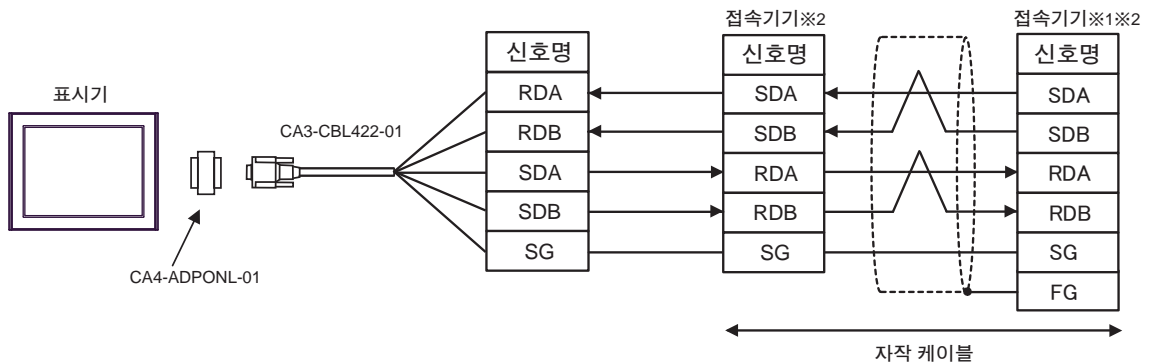 표시기
CA4-ADPONL-01
CA3-CBL422-01
신호명
RDA
RDB
SDA
SDB
SG
접속기기※2
신호명
SDA
SDB
RDA
RDB
SG
접속기기※1※2
신호명
SDA
SDB
RDA
RDB
SG
FG
자작 케이블